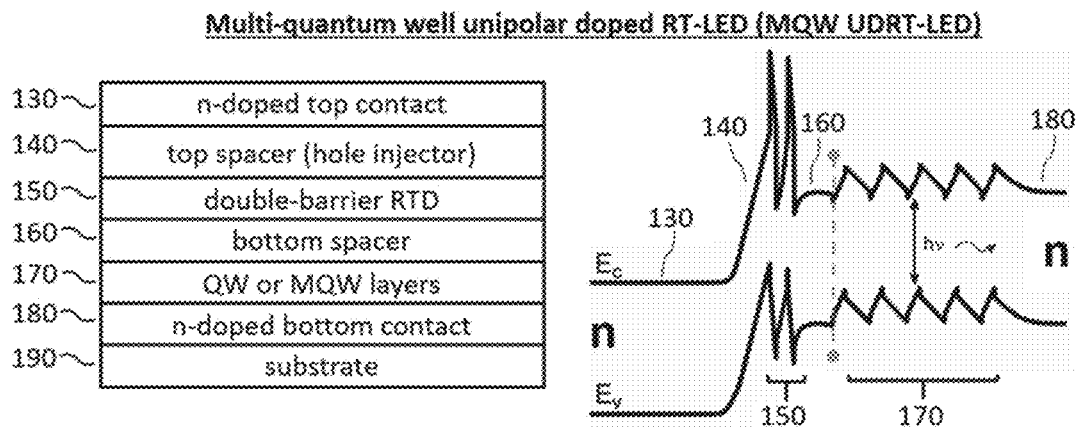 Multi-quantum well unipolar doped RT-LED (MQW UDRT-LED)
130 n-doped top contact
140 top spacer (hole injector)
150 double-barrier RTD
160 bottom spacer
170 QW or MQW layers
180 n-doped bottom contact
190 substrate
140 160 180
130
hν
Ec
n
n
Ev
150 170